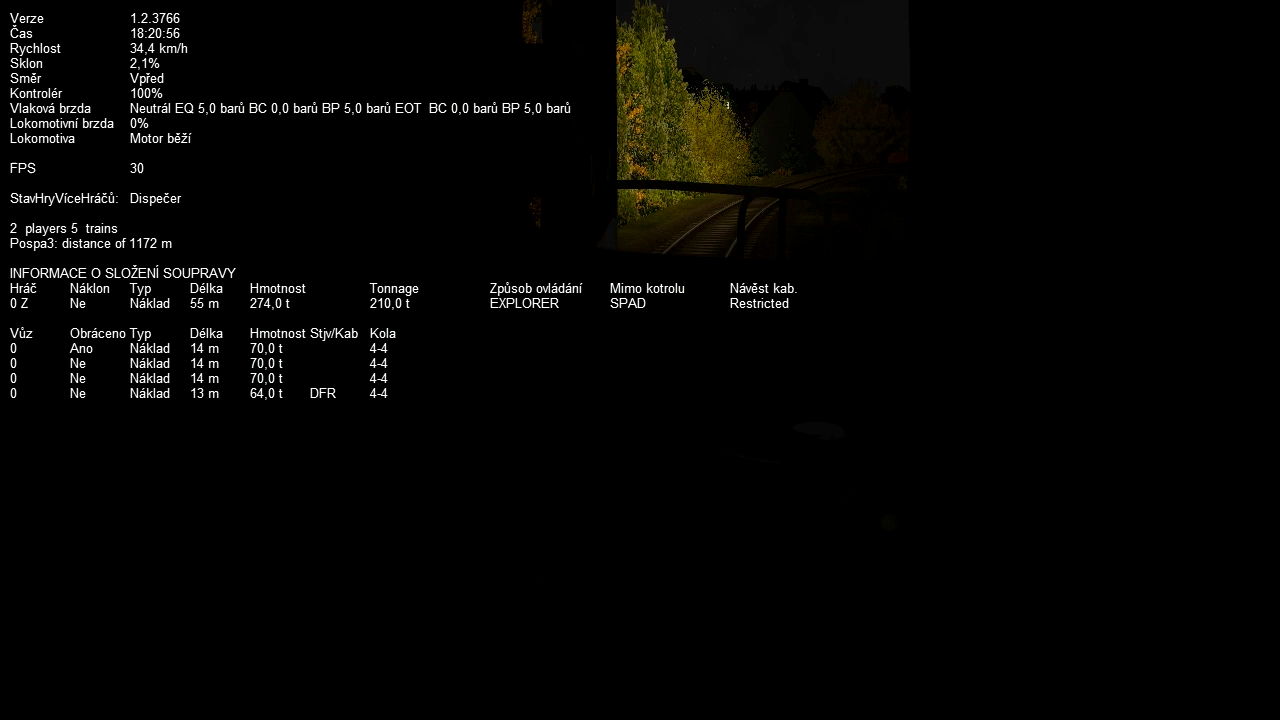 Verze 1.2.3766
Čas 18:20:56
Rychlost 34,4 km/h
Sklon 2,1%
Směr Vpřed
Kontrolér 100%
Vlaková brzda Neutrál EQ 5,0 barů BC 0,0 barů BP 5,0 barů EOT BC 0,0 barů BP 5,0 barů
Lokomotivní brzda 0%
Lokomotiva Motor běží
FPS 30
StavHryVíceHráčů: Dispečer
2 players 5 trains
Pospa3: distance of 1172 m
INFORMACE O SLOŽENÍ SOUPRAVY
Hráč Náklon Typ Délka Hmotnost Tonnage Způsob ovládání Mimo kotrolu Návěst kab.
0 Z Ne Náklad 55 m 274,0 t 210,0 t EXPLORER SPAD Restricted
Vůz Obráceno Typ Délka Hmotnost Stjv/Kab Kola
0 Ano Náklad 14 m 70,0 t 4-4
0 Ne Náklad 14 m 70,0 t 4-4
0 Ne Náklad 14 m 70,0 t 4-4
0 Ne Náklad 13 m 64,0 t DFR 4-4